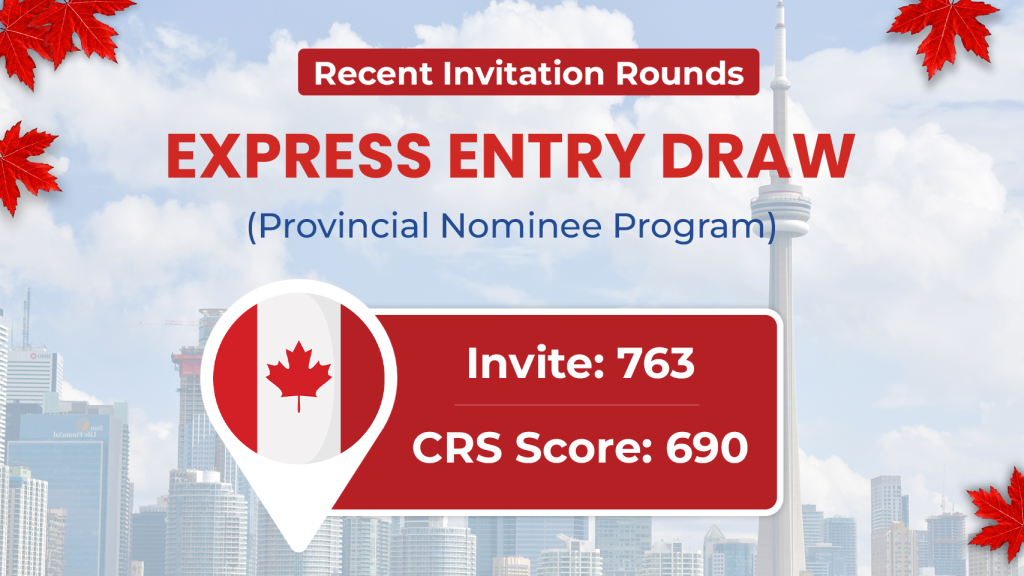 Recent Invitation Rounds
EXPRESS ENTRY DRAW
(Provincial Nominee Program)
Invite: 763
CRS Score: 690